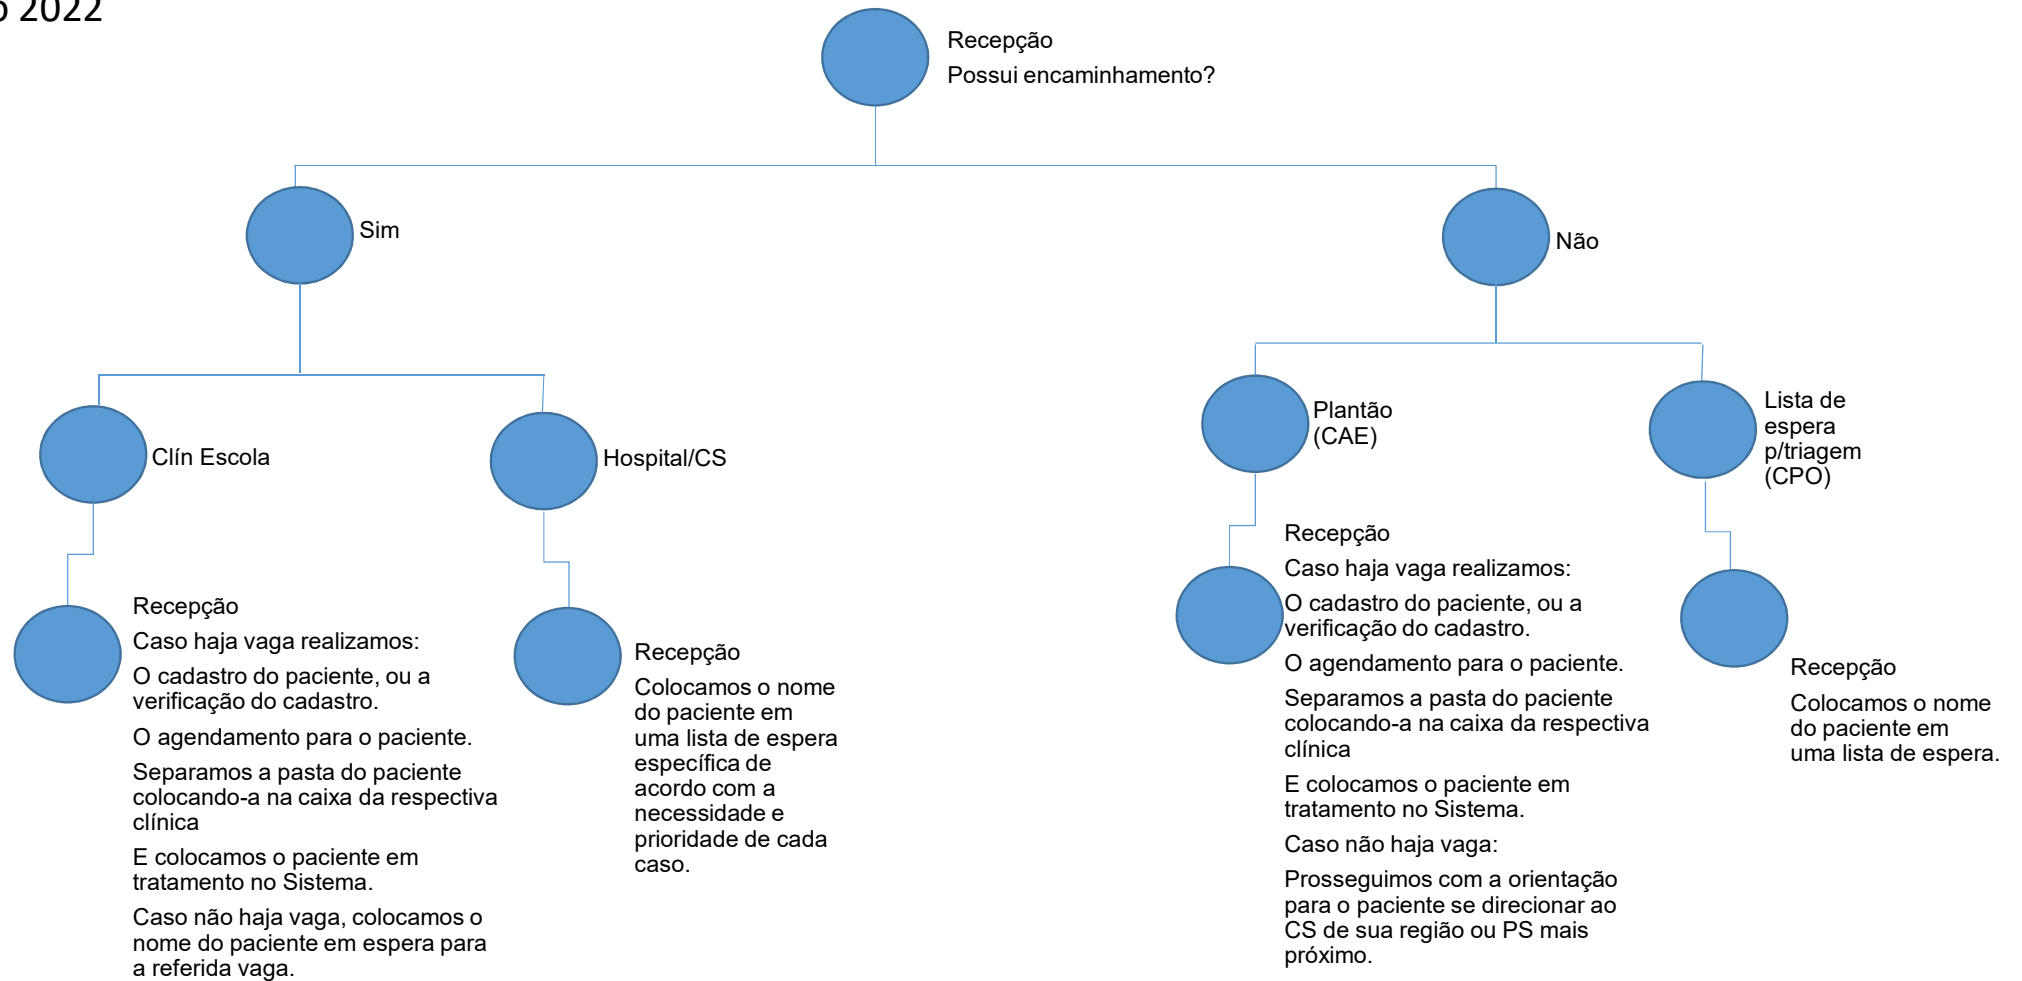 2022
Recepção
Possui encaminhamento?
Sim
Não
Clín Escola
Hospital/CS
Plantão
(CAE)
Lista de
espera
p/triagem
(CPO)
Recepção
Caso haja vaga realizamos:
O cadastro do paciente, ou a
verificação do cadastro.
O agendamento para o paciente.
Separamos a pasta do paciente
colocando-a na caixa da respectiva
clínica
E colocamos o paciente em
tratamento no Sistema.
Caso não haja vaga, colocamos o
nome do paciente em espera para
a referida vaga.
Recepção
Colocamos o nome
do paciente em
uma lista de espera
específica de
acordo com a
necessidade e
prioridade de cada
caso.
Recepção
Caso haja vaga realizamos:
O cadastro do paciente, ou a
verificação do cadastro.
O agendamento para o paciente.
Separamos a pasta do paciente
colocando-a na caixa da respectiva
clínica
E colocamos o paciente em
tratamento no Sistema.
Caso não haja vaga:
Prosseguimos com a orientação
para o paciente se direcionar ao
CS de sua região ou PS mais
próximo.
Recepção
Colocamos o nome
do paciente em
uma lista de espera.